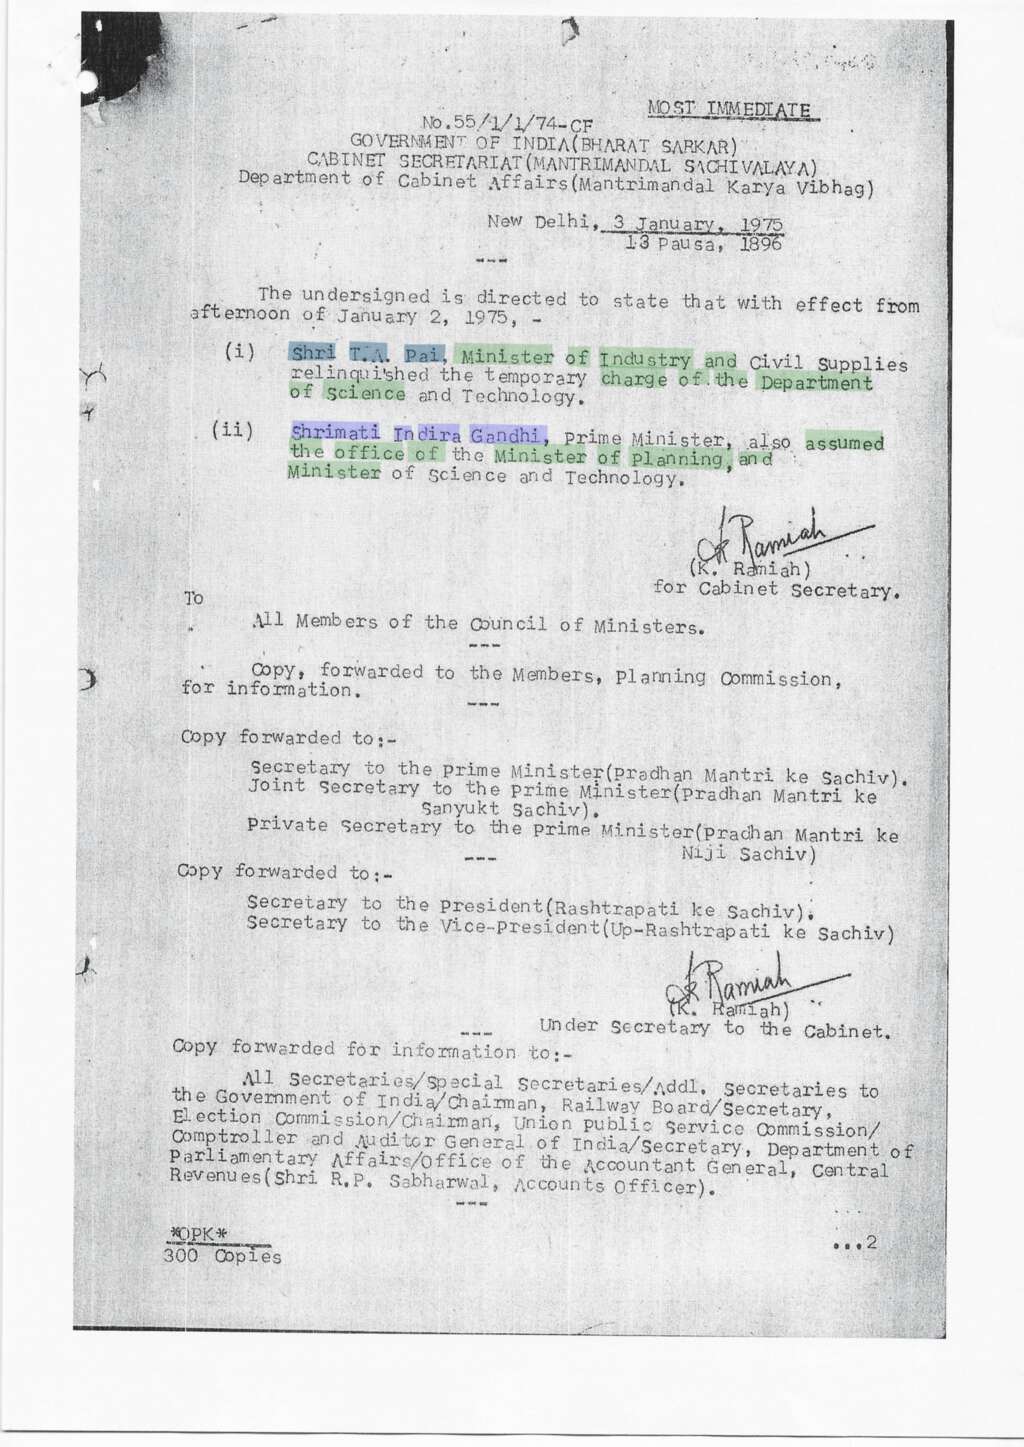 MOST IMMEDIATE
No.55/1/1/74-CF
GOVERNMENT OF INDIA(BHARAT SARKAR)
CABINET SECRETARIAT(MANTRIMANDAL SACHIVALAYA)
Department of Cabinet Affairs(Mantrimandal Karya Vibhag)
New Delhi, 3 January, 1975
13 Pausa, 1896
---
The undersigned is directed to state that with effect from
afternoon of January 2, 1975, -
(i) Shri T.A. Pai, Minister of Industry and Civil Supplies
relinquished the temporary charge of the Department
of Science and Technology.
(ii) Shrimati Indira Gandhi, Prime Minister, also assumed
the office of the Minister of Planning, and
Minister of Science and Technology.
K Ramiah
(K. Ramiah)
for Cabinet Secretary.
To
All Members of the Council of Ministers.
---
Copy, forwarded to the Members, Planning Commission,
for information.
---
Copy forwarded to:-
Secretary to the Prime Minister(Pradhan Mantri ke Sachiv).
Joint Secretary to the Prime Minister(Pradhan Mantri ke
Sanyukt Sachiv).
Private Secretary to the Prime Minister(Pradhan Mantri ke
--- Niji Sachiv)
Copy forwarded to:-
Secretary to the President(Rashtrapati ke Sachiv).
Secretary to the Vice-President(Up-Rashtrapati ke Sachiv)
K Ramiah
(K. Ramiah)
Under Secretary to the Cabinet.
---
Copy forwarded for information to:-
All Secretaries/Special Secretaries/Addl. Secretaries to
the Government of India/Chairman, Railway Board/Secretary,
Election Commission/Chairman, Union Public Service Commission/
Comptroller and Auditor General of India/Secretary, Department of
Parliamentary Affairs/Office of the Accountant General, Central
Revenues(Shri R.P. Sabharwal, Accounts Officer).
---
*OPK*
300 Copies
...2